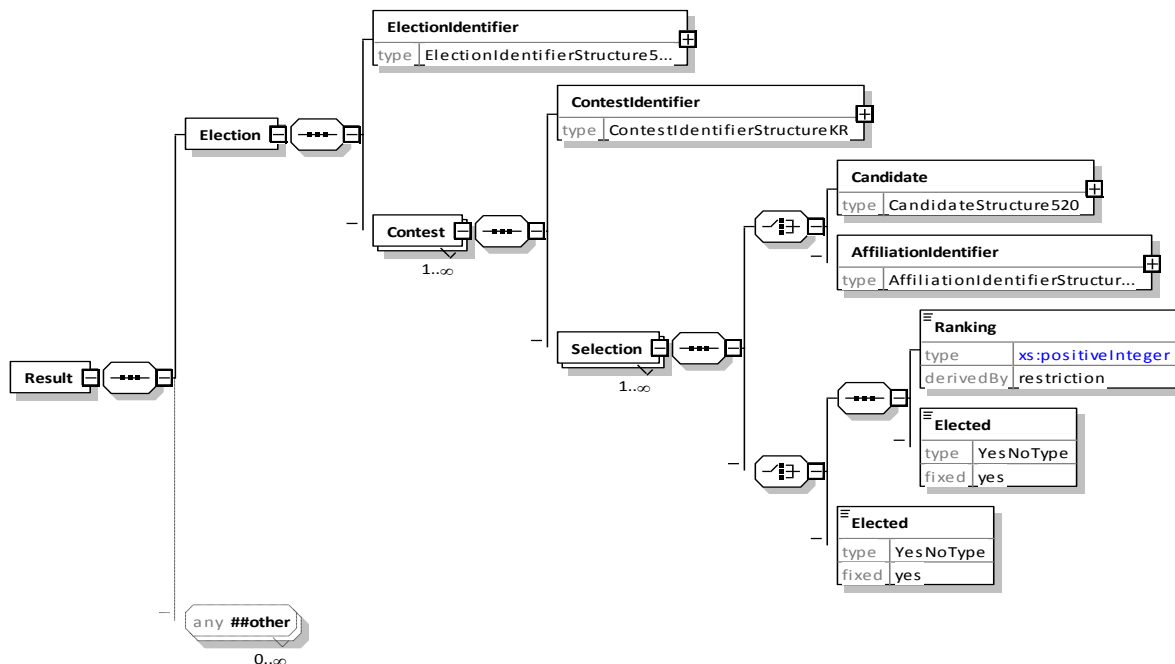 ElectionIdentifier
type ElectionIdentifierStructure5...
ContestIdentifier
type ContestIdentifierStructureKR
Election
Candidate
type CandidateStructure520
Contest
1..∞
AffiliationIdentifier
type AffiliationIdentifierStructur...
Ranking
type xs:positiveInteger
derivedBy restriction
Selection
1..∞
Result
Elected
type YesNoType
fixed yes
Elected
type YesNoType
fixed yes
any ##other
0..∞